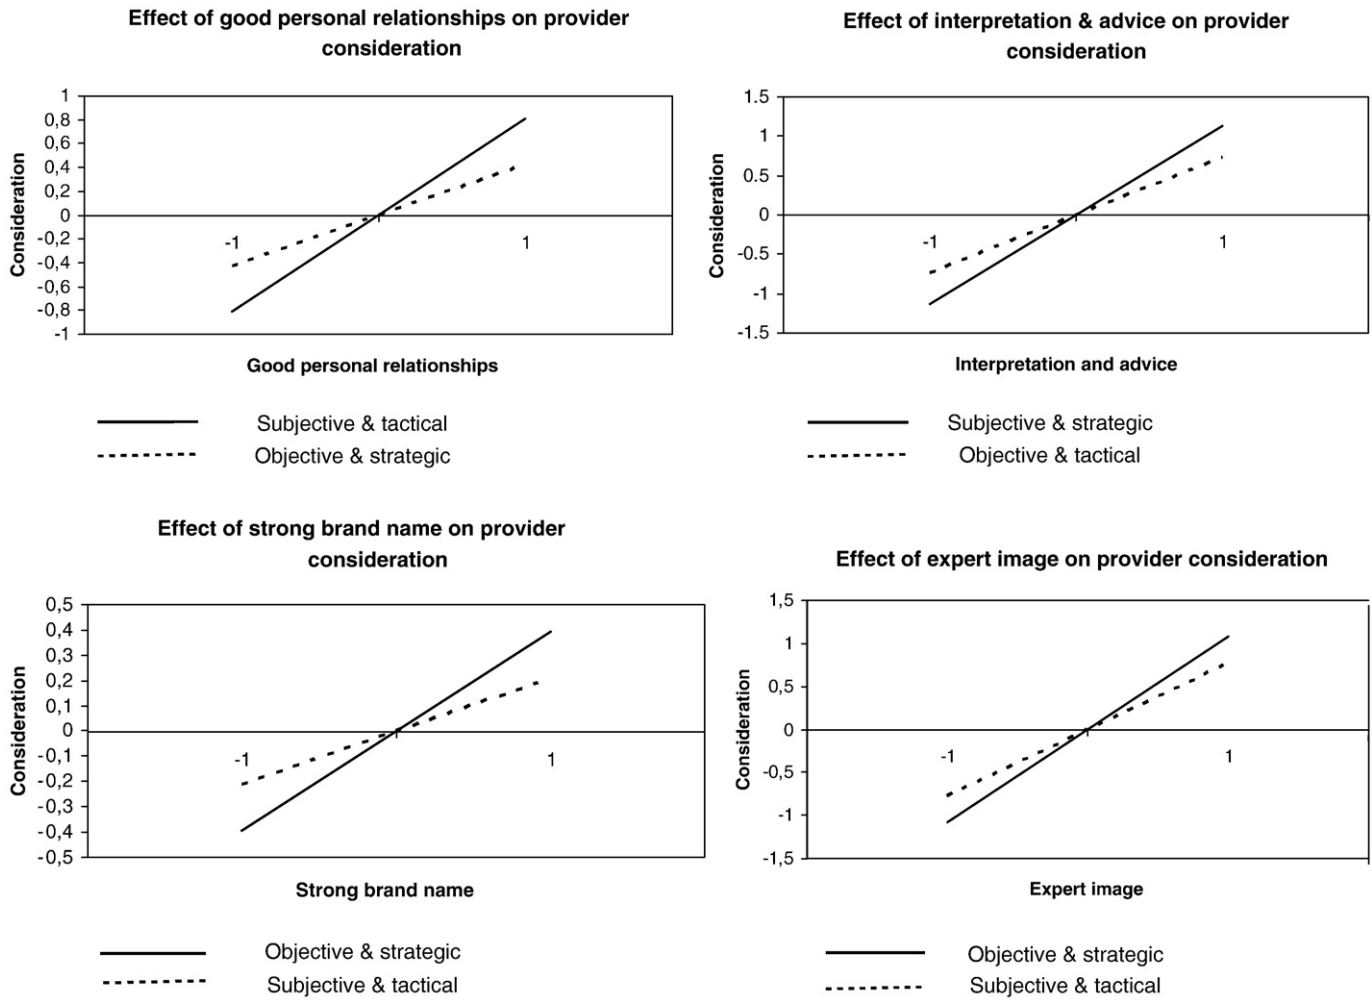 Effect of good personal relationships on provider
consideration
1
0,8
0,6
0,4
0,2
0
-0,2
-0,4
-0,6
-0,8
-1
Consideration
-1
1
Good personal relationships
Subjective & tactical
Objective & strategic
Effect of interpretation & advice on provider
consideration
1.5
1
0.5
0
-0.5
-1
-1.5
Consideration
-1
1
Interpretation and advice
Subjective & strategic
Objective & tactical
Effect of strong brand name on provider
consideration
0,5
0,4
0,3
0,2
0,1
0
-0,1
-0,2
-0,3
-0,4
-0,5
Consideration
-1
1
Strong brand name
Objective & strategic
Subjective & tactical
Effect of expert image on provider consideration
1,5
1
0,5
0
-0,5
-1
-1,5
Consideration
-1
1
Expert image
Objective & strategic
Subjective & tactical